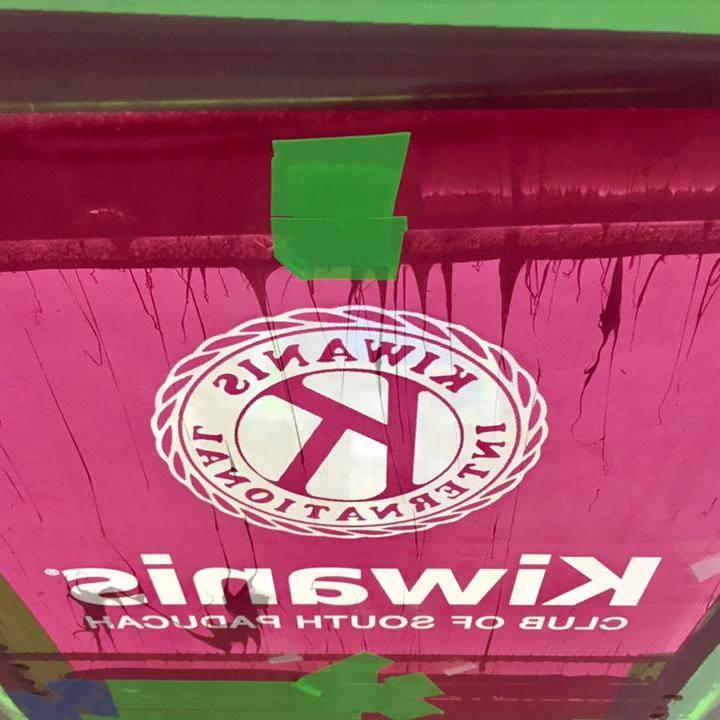 KIWANIS
INTERNATIONAL
K
Kiwanis®
CLUB OF SOUTH PADUCAH